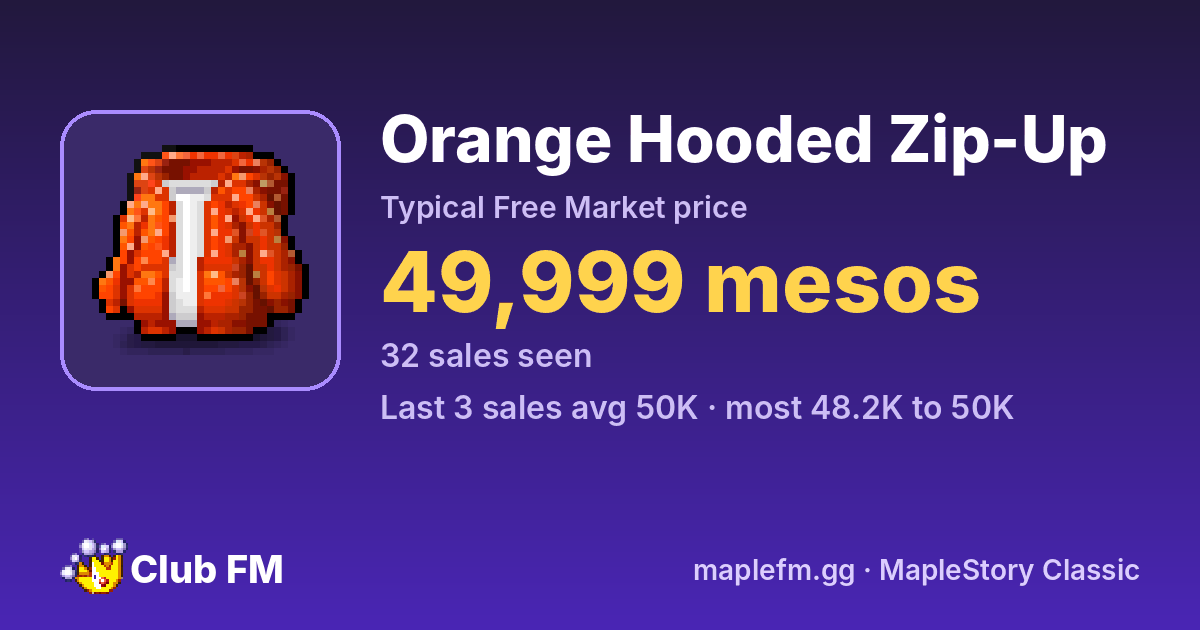 Orange Hooded Zip-Up
Typical Free Market price
49,999 mesos
32 sales seen
Last 3 sales avg 50K · most 48.2K to 50K
Club FM
maplefm.gg · MapleStory Classic